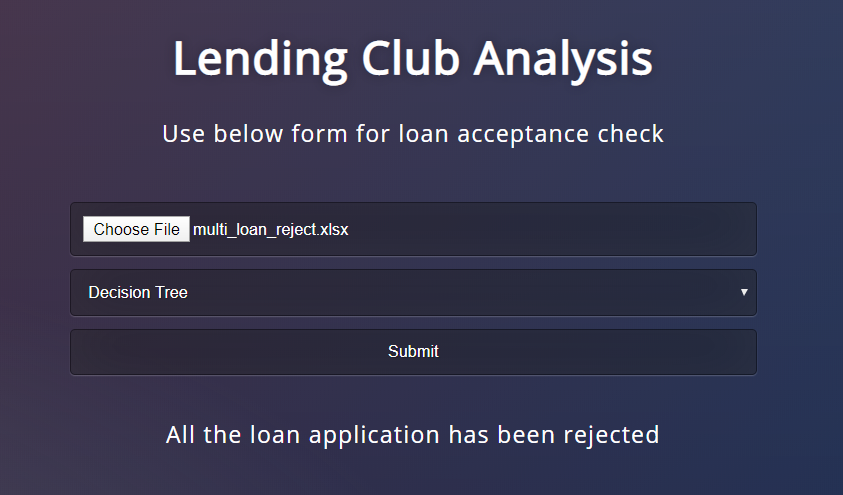 Lending Club Analysis
Use below form for loan acceptance check
Choose File multi_loan_reject.xlsx
Decision Tree
Submit
All the loan application has been rejected